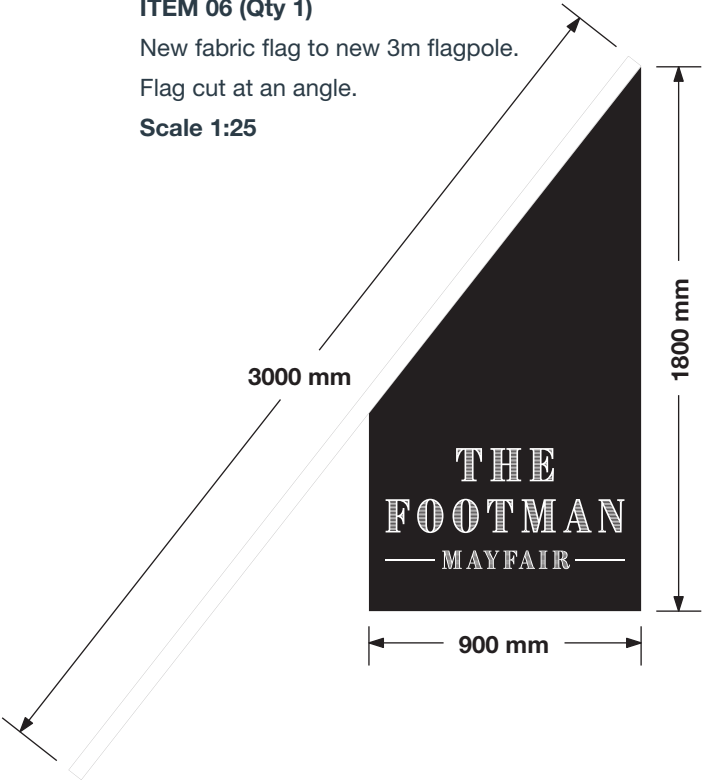 ITEM 06 (Qty 1)
New fabric flag to new 3m flagpole.
Flag cut at an angle.
Scale 1:25
3000 mm
1800 mm
THE
FOOTMAN
MAYFAIR
900 mm